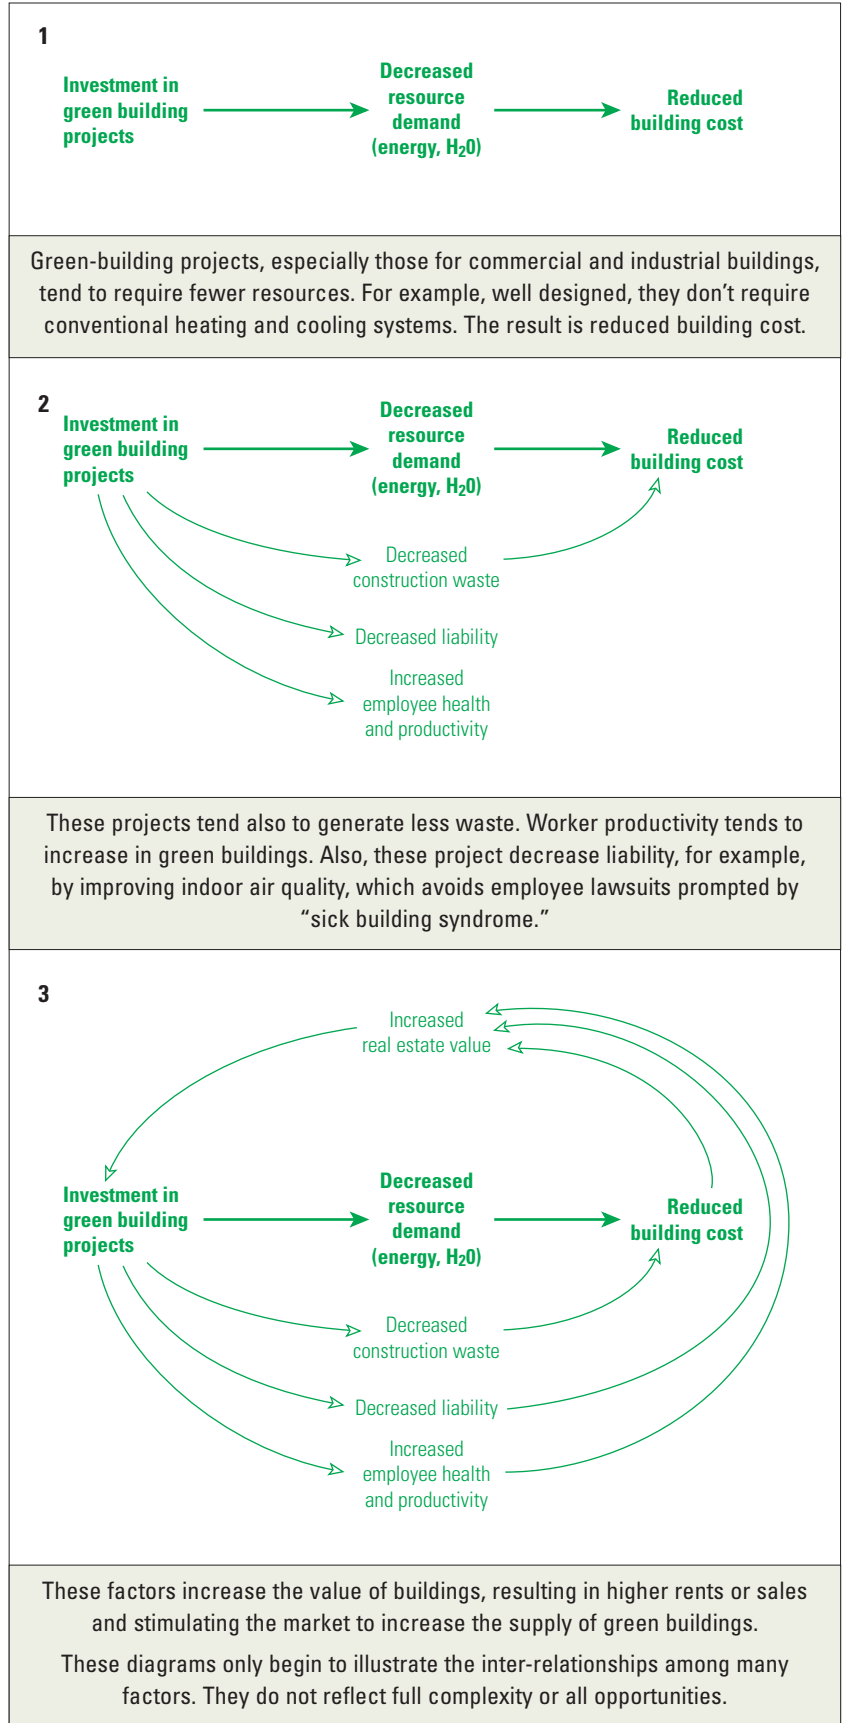 1
Investment in
green building
projects
Decreased
resource
demand
(energy, H₂0)
Reduced
building cost
Green-building projects, especially those for commercial and industrial buildings,
tend to require fewer resources. For example, well designed, they don’t require
conventional heating and cooling systems. The result is reduced building cost.
2
Investment in
green building
projects
Decreased
resource
demand
(energy, H₂0)
Reduced
building cost
Decreased
construction waste
Decreased liability
Increased
employee health
and productivity
These projects tend also to generate less waste. Worker productivity tends to
increase in green buildings. Also, these project decrease liability, for example,
by improving indoor air quality, which avoids employee lawsuits prompted by
“sick building syndrome.”
3
Increased
real estate value
Investment in
green building
projects
Decreased
resource
demand
(energy, H₂0)
Reduced
building cost
Decreased
construction waste
Decreased liability
Increased
employee health
and productivity
These factors increase the value of buildings, resulting in higher rents or sales
and stimulating the market to increase the supply of green buildings.
These diagrams only begin to illustrate the inter-relationships among many
factors. They do not reflect full complexity or all opportunities.